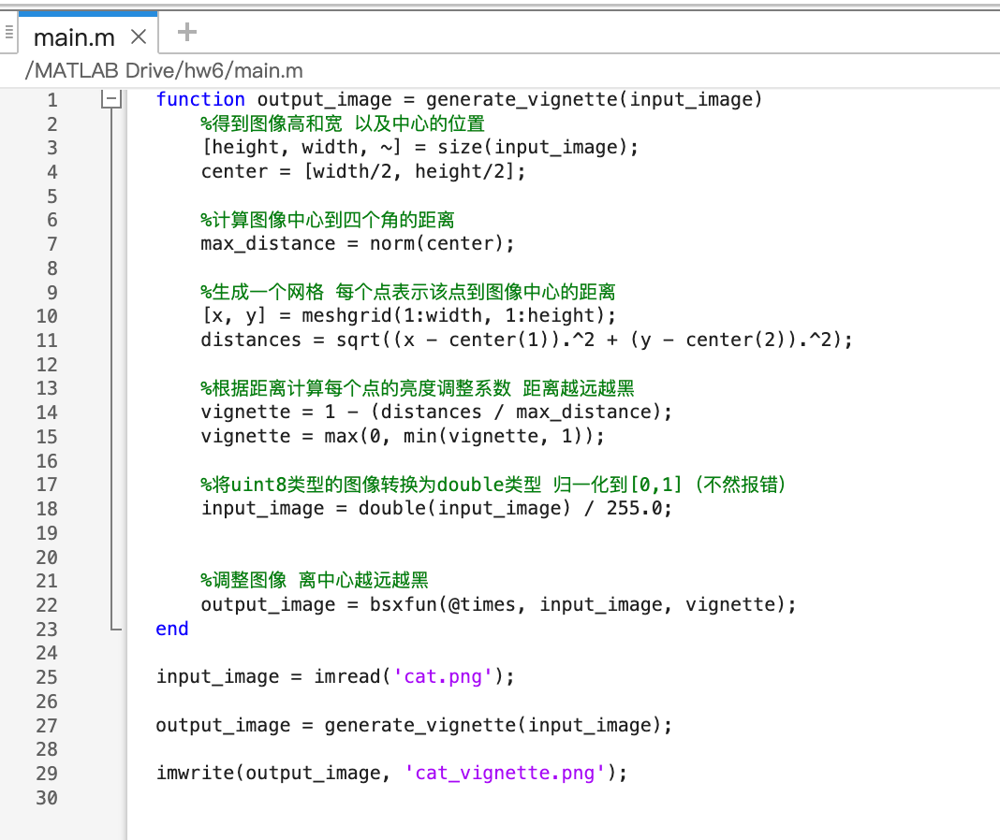 main.m
/MATLAB Drive/hw6/main.m
1 function output_image = generate_vignette(input_image)
2 %得到图像高和宽 以及中心的位置
3 [height, width, ~] = size(input_image);
4 center = [width/2, height/2];
5
6 %计算图像中心到四个角的距离
7 max_distance = norm(center);
8
9 %生成一个网格 每个点表示该点到图像中心的距离
10 [x, y] = meshgrid(1:width, 1:height);
11 distances = sqrt((x - center(1)).^2 + (y - center(2)).^2);
12
13 %根据距离计算每个点的亮度调整系数 距离越远越黑
14 vignette = 1 - (distances / max_distance);
15 vignette = max(0, min(vignette, 1));
16
17 %将uint8类型的图像转换为double类型 归一化到[0,1]（不然报错）
18 input_image = double(input_image) / 255.0;
19
20
21 %调整图像 离中心越远越黑
22 output_image = bsxfun(@times, input_image, vignette);
23 end
24
25 input_image = imread('cat.png');
26
27 output_image = generate_vignette(input_image);
28
29 imwrite(output_image, 'cat_vignette.png');
30